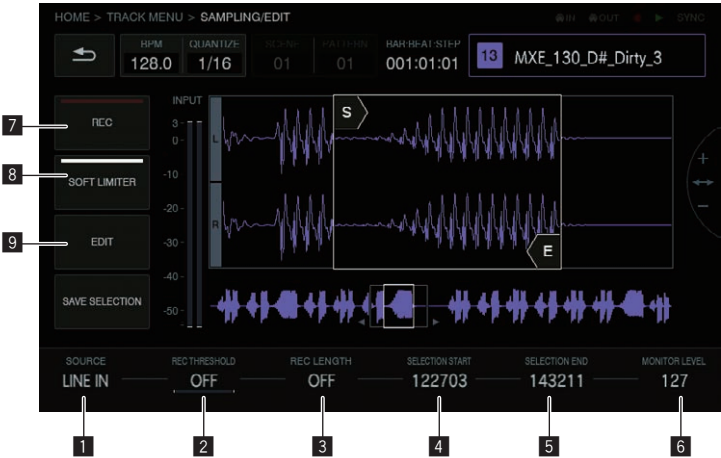 HOME > TRACK MENU > SAMPLING/EDIT
IN OUT SYNC
BPM QUANTIZE SCENE PATTERN BAR:BEAT:STEP
128.0 1/16 01 01 001:01:01
13 MXE_130_D#_Dirty_3
7 REC
INPUT
3
0
-10
-20
-30
-40
-50
L
R
S
E
+
-
8 SOFT LIMITER
9 EDIT
SAVE SELECTION
SOURCE REC THRESHOLD REC LENGTH SELECTION START SELECTION END MONITOR LEVEL
LINE IN OFF OFF 122703 143211 127
1 2 3 4 5 6